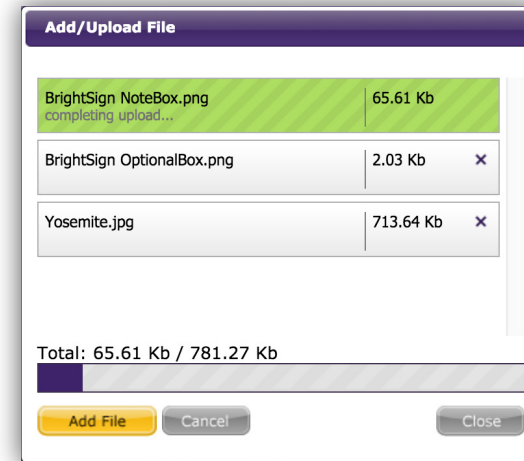 Add/Upload File
BrightSign NoteBox.png 65.61 Kb
completing upload...
BrightSign OptionalBox.png 2.03 Kb ×
Yosemite.jpg 713.64 Kb ×
Total: 65.61 Kb / 781.27 Kb
Add File Cancel Close